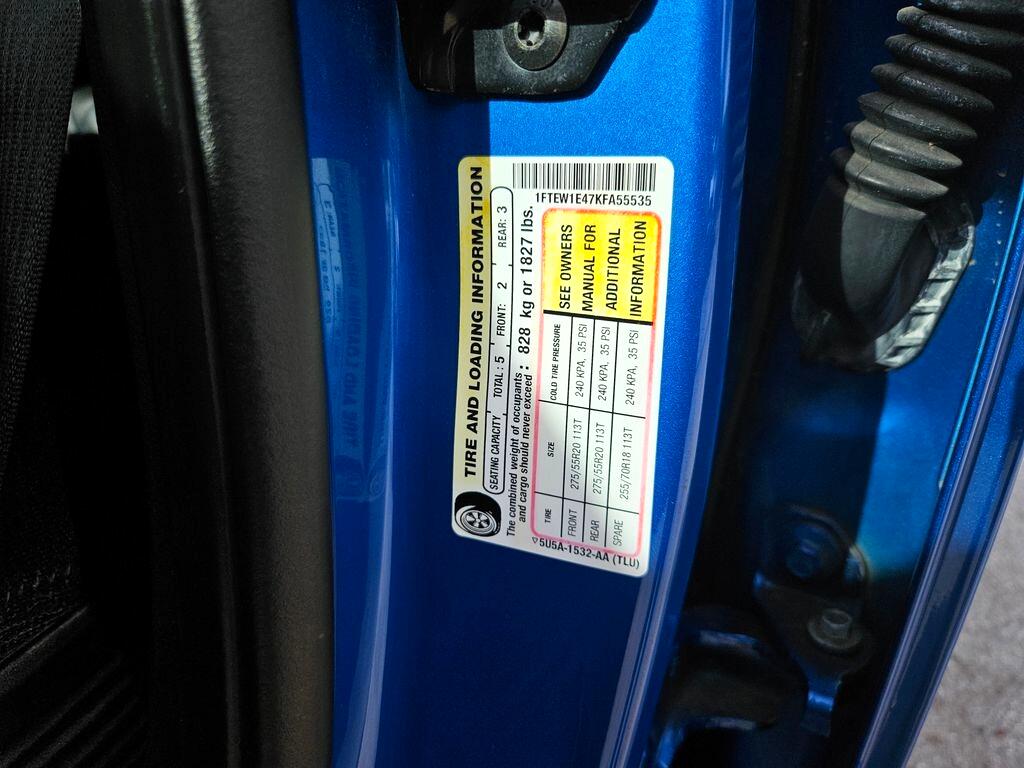 1FTEW1E47KFA55535
TIRE AND LOADING INFORMATION
SEATING CAPACITY TOTAL : 5 FRONT: 2 REAR: 3
The combined weight of occupants
and cargo should never exceed : 828 kg or 1827 lbs.
TIRE SIZE COLD TIRE PRESSURE
FRONT 275/55R20 113T 240 KPA, 35 PSI
REAR 275/55R20 113T 240 KPA, 35 PSI
SPARE 255/70R18 113T 240 KPA, 35 PSI
SEE OWNERS
MANUAL FOR
ADDITIONAL
INFORMATION
5U5A-1532-AA (TLU)